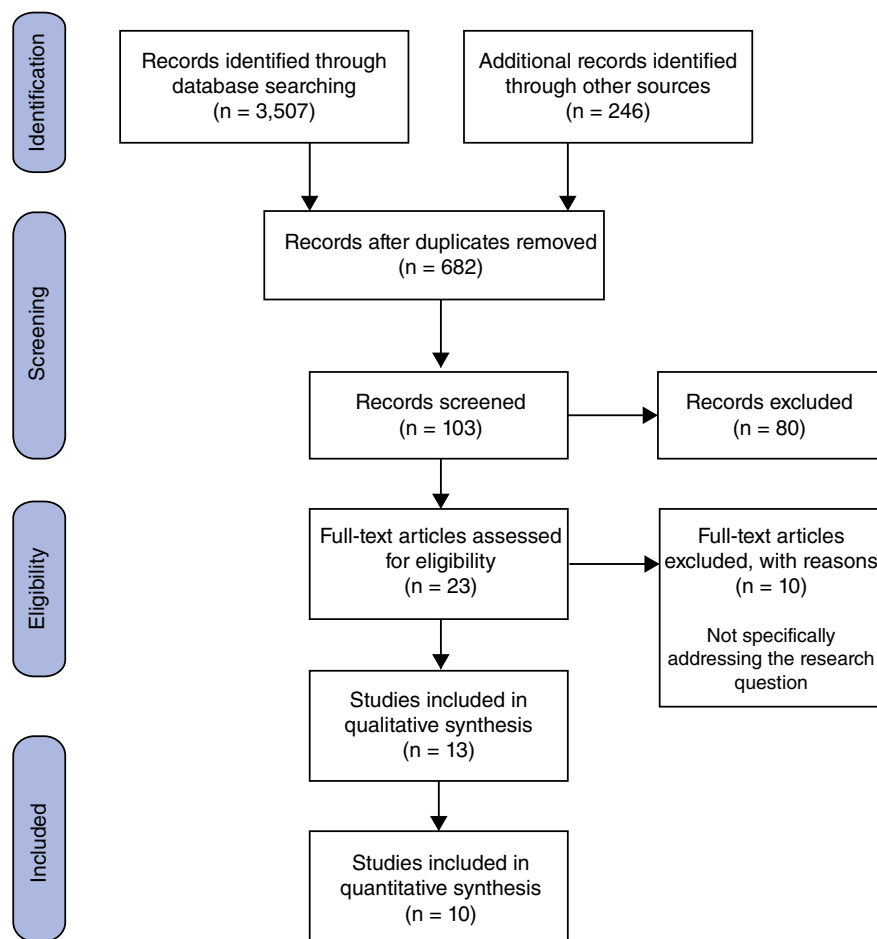 Identification
Records identified through
database searching
(n = 3,507)
Additional records identified
through other sources
(n = 246)
Screening
Records after duplicates removed
(n = 682)
Records screened
(n = 103)
Records excluded
(n = 80)
Eligibility
Full-text articles assessed
for eligibility
(n = 23)
Full-text articles
excluded, with reasons
(n = 10)
Not specifically
addressing the research
question
Studies included in
qualitative synthesis
(n = 13)
Included
Studies included in
quantitative synthesis
(n = 10)